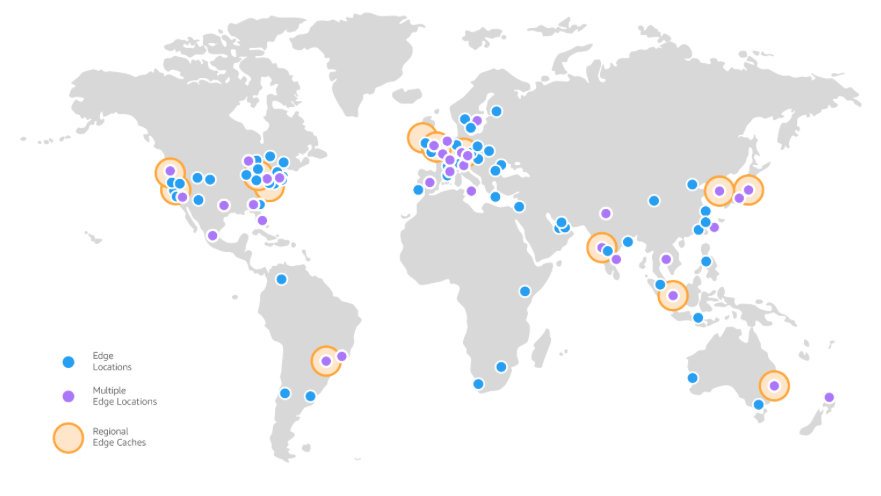 Edge
Locations
Multiple
Edge Locations
Regional
Edge Caches